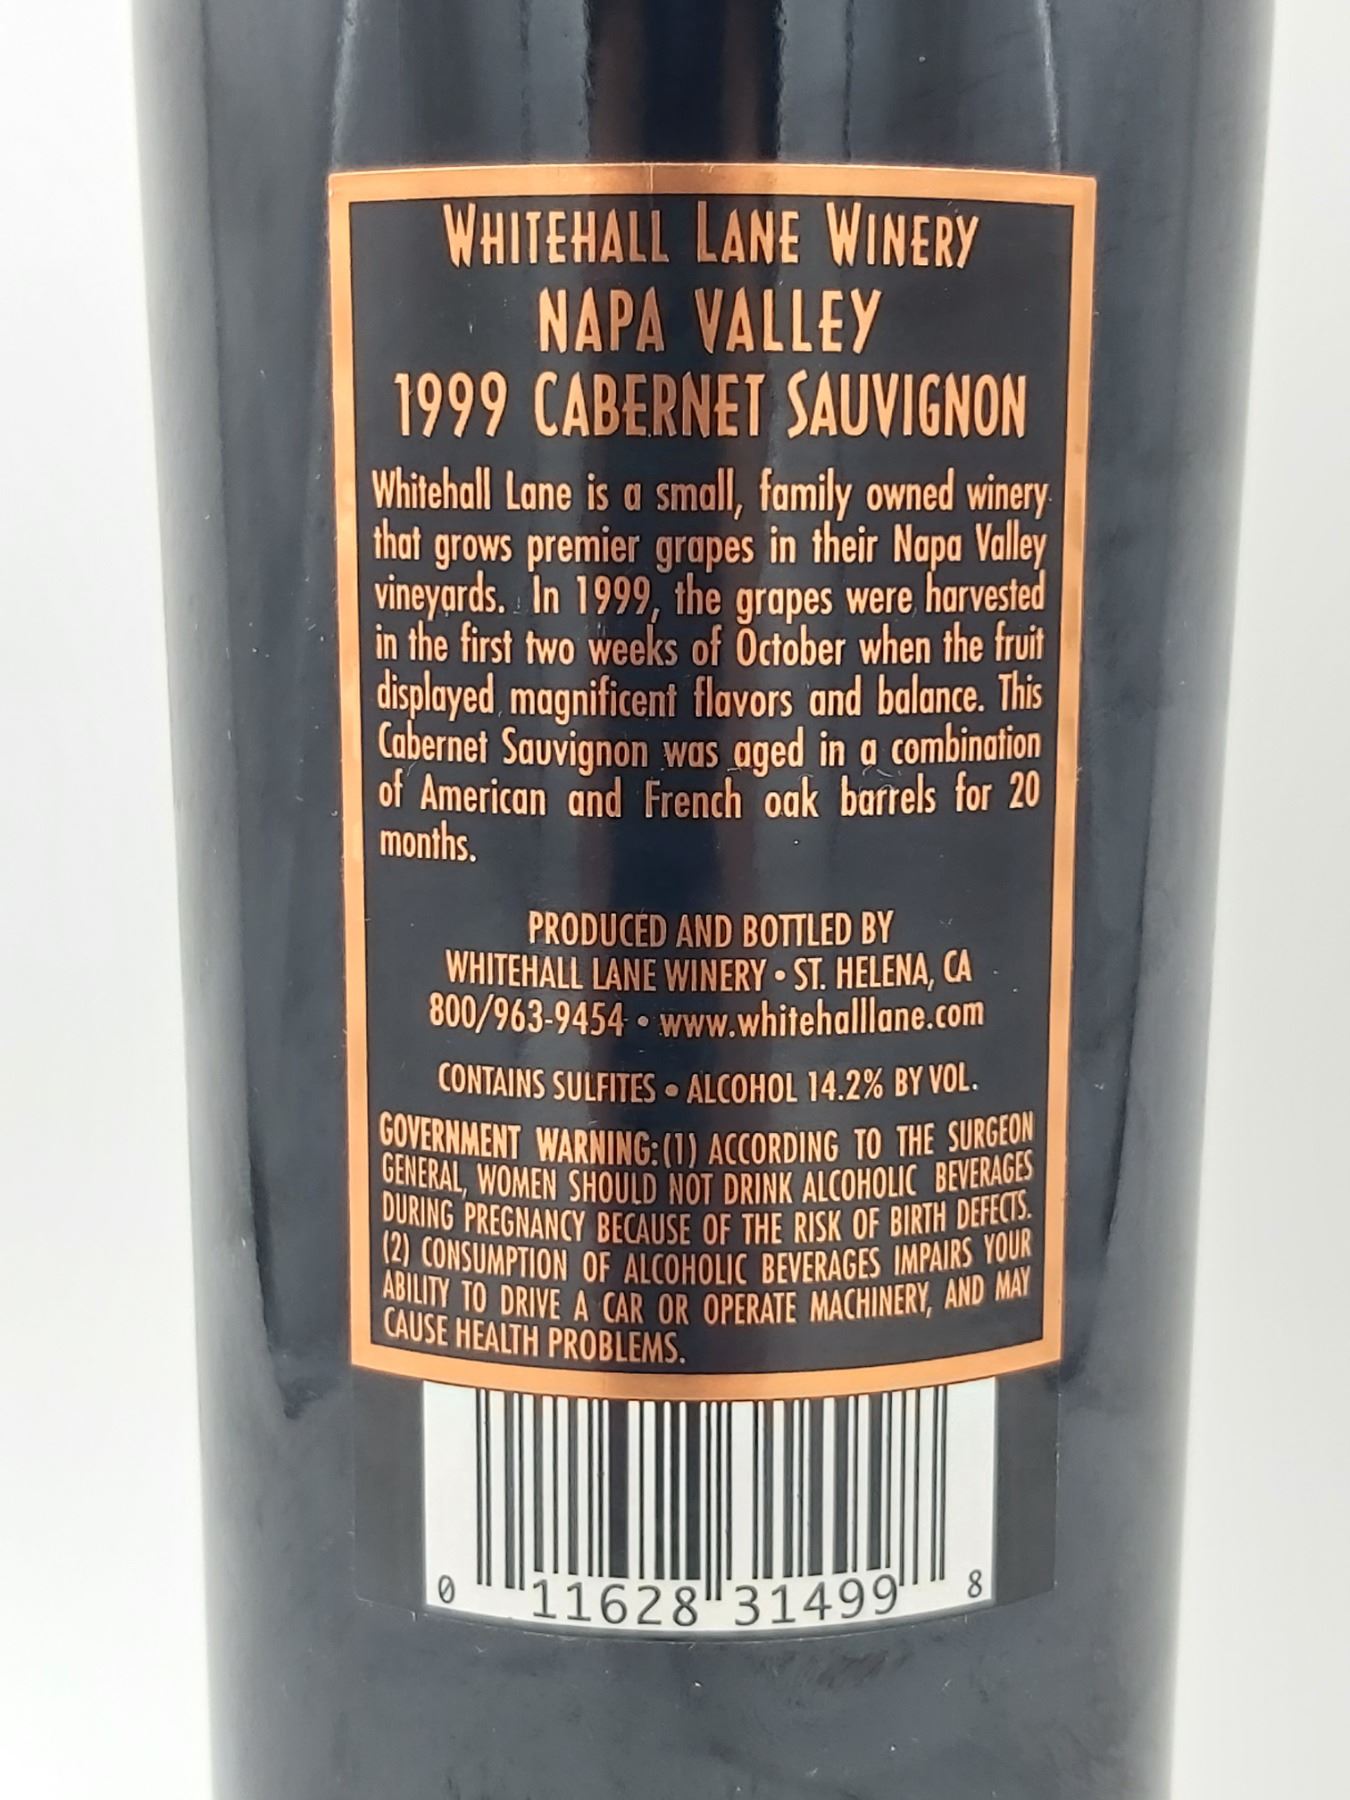 WHITEHALL LANE WINERY
NAPA VALLEY
1999 CABERNET SAUVIGNON
Whitehall Lane is a small, family owned winery
that grows premier grapes in their Napa Valley
vineyards. In 1999, the grapes were harvested
in the first two weeks of October when the fruit
displayed magnificent flavors and balance. This
Cabernet Sauvignon was aged in a combination
of American and French oak barrels for 20
months.
PRODUCED AND BOTTLED BY
WHITEHALL LANE WINERY • ST. HELENA, CA
800/963-9454 • www.whitehalllane.com
CONTAINS SULFITES • ALCOHOL 14.2% BY VOL.
GOVERNMENT WARNING:(1) ACCORDING TO THE SURGEON
GENERAL, WOMEN SHOULD NOT DRINK ALCOHOLIC BEVERAGES
DURING PREGNANCY BECAUSE OF THE RISK OF BIRTH DEFECTS.
(2) CONSUMPTION OF ALCOHOLIC BEVERAGES IMPAIRS YOUR
ABILITY TO DRIVE A CAR OR OPERATE MACHINERY, AND MAY
CAUSE HEALTH PROBLEMS.
0 11628 31499 8